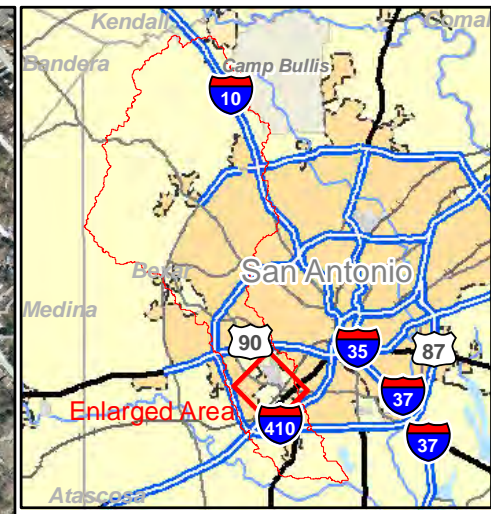 Kendall
Comal
Bandera
Camp Bullis
10
Bexar
San Antonio
Medina
90
35
87
37
Enlarged Area
410
37
Atascosa